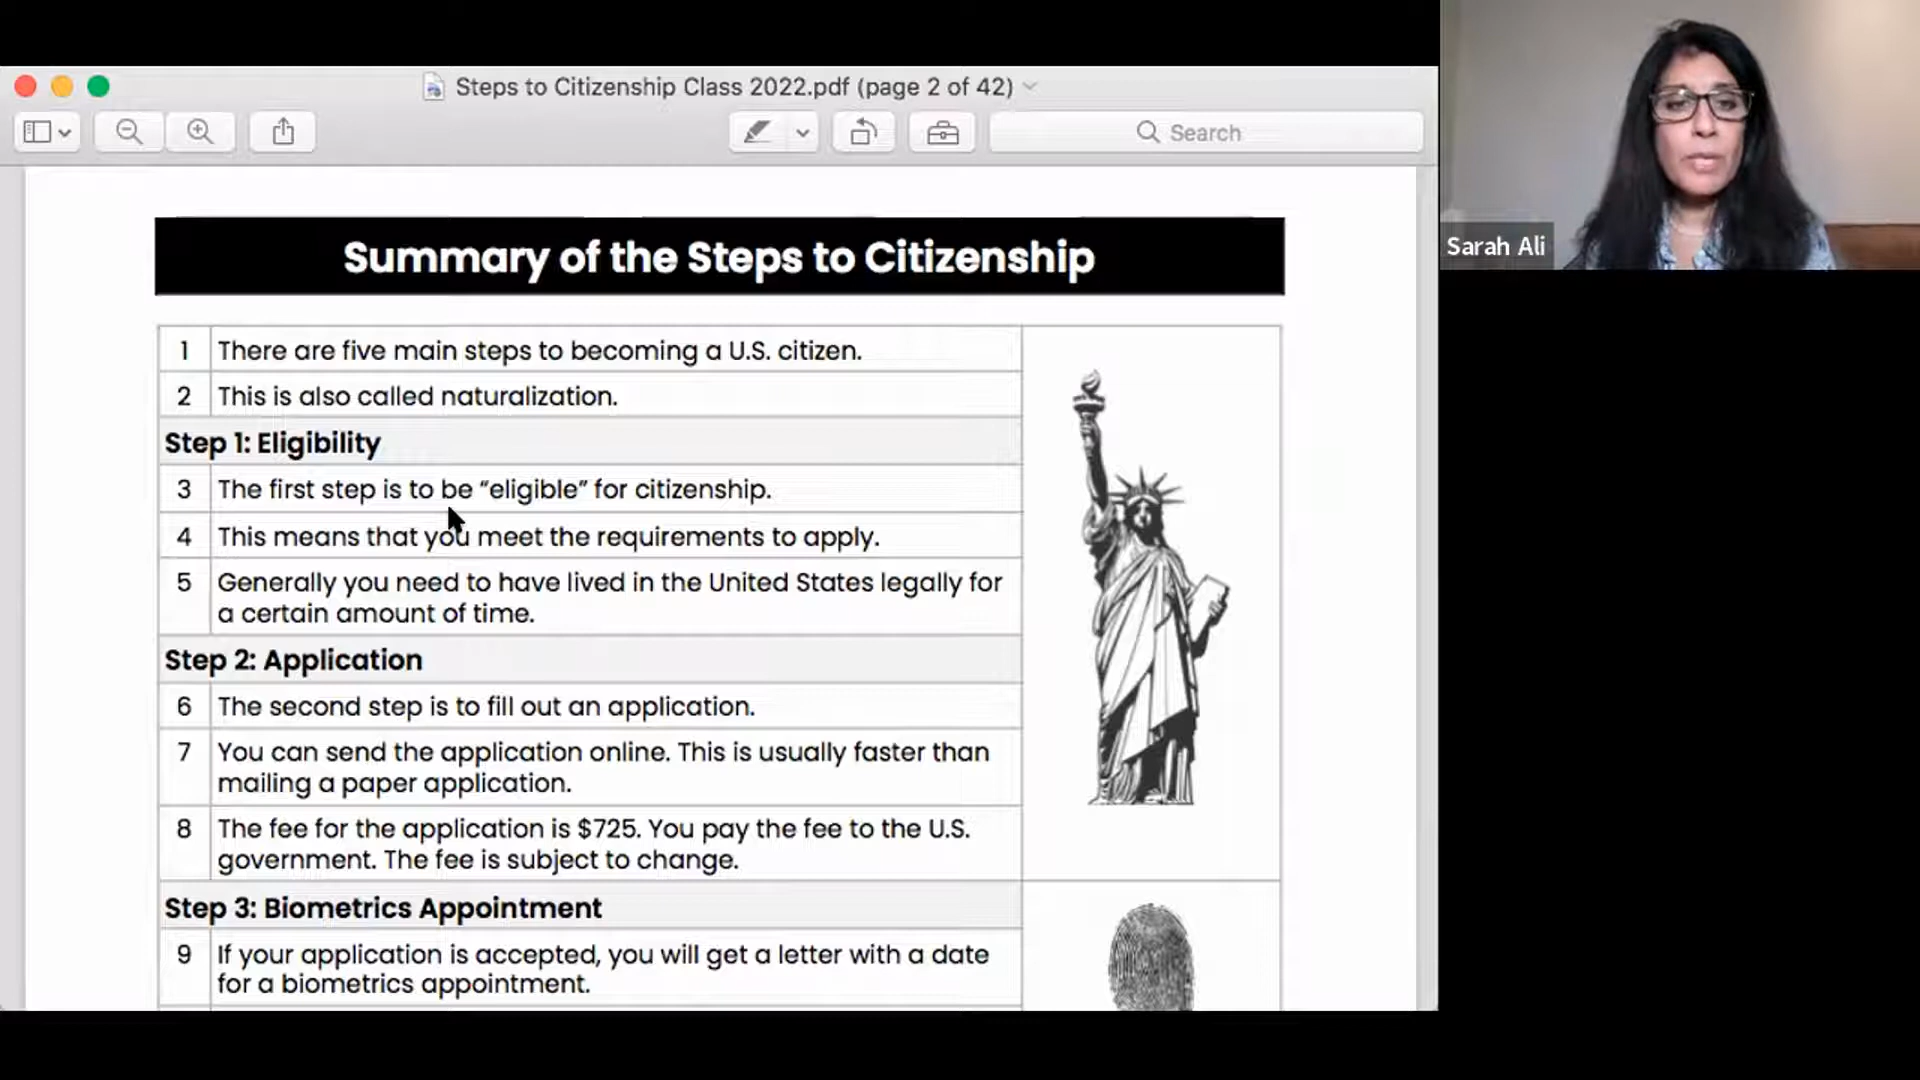 Steps to Citizenship Class 2022.pdf (page 2 of 42)
Search
Sarah Ali
Summary of the Steps to Citizenship
1 There are five main steps to becoming a U.S. citizen.
2 This is also called naturalization.
Step 1: Eligibility
3 The first step is to be “eligible” for citizenship.
4 This means that you meet the requirements to apply.
5 Generally you need to have lived in the United States legally for
a certain amount of time.
Step 2: Application
6 The second step is to fill out an application.
7 You can send the application online. This is usually faster than
mailing a paper application.
8 The fee for the application is $725. You pay the fee to the U.S.
government. The fee is subject to change.
Step 3: Biometrics Appointment
9 If your application is accepted, you will get a letter with a date
for a biometrics appointment.